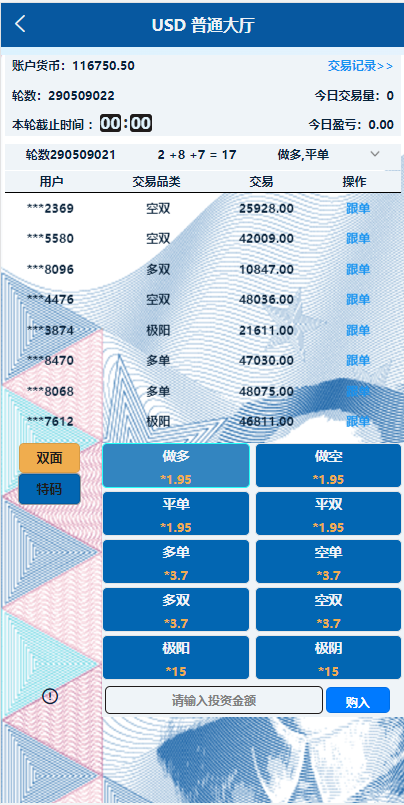 USD 普通大厅
账户货币：116750.50 交易记录>>
轮数：290509022 今日交易量：0
本轮截止时间 ：00:00 今日盈亏：0.00
轮数290509021 2 +8 +7 = 17 做多,平单
用户 交易品类 交易 操作
***2369 空双 25928.00 跟单
***5580 空双 42009.00 跟单
***8096 多双 10847.00 跟单
***4476 空双 48036.00 跟单
***3874 极阳 21611.00 跟单
***8470 多单 47030.00 跟单
***8068 多单 48075.00 跟单
***7612 极阳 46811.00 跟单
双面 做多 做空
*1.95 *1.95
特码
平单 平双
*1.95 *1.95
多单 空单
*3.7 *3.7
多双 空双
*3.7 *3.7
极阳 极阴
*15 *15
请输入投资金额 购入